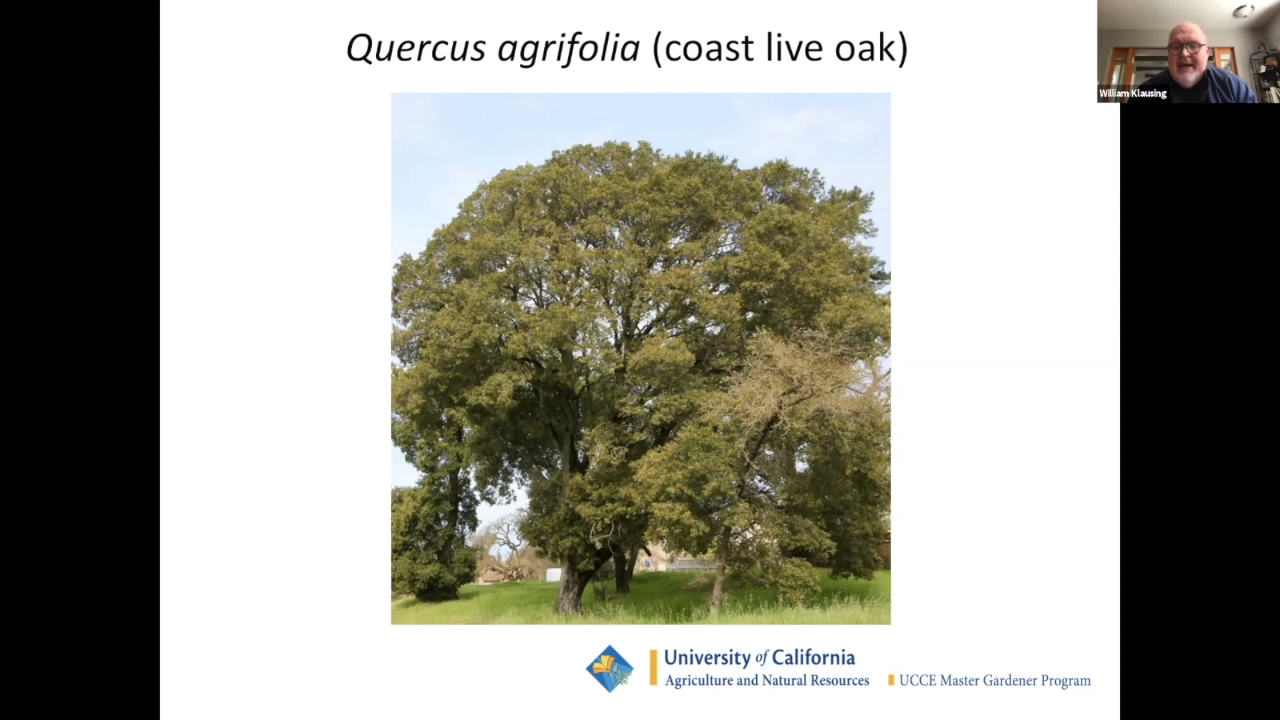 Quercus agrifolia (coast live oak)
William Klausing
University of California
Agriculture and Natural Resources
UCCE Master Gardener Program